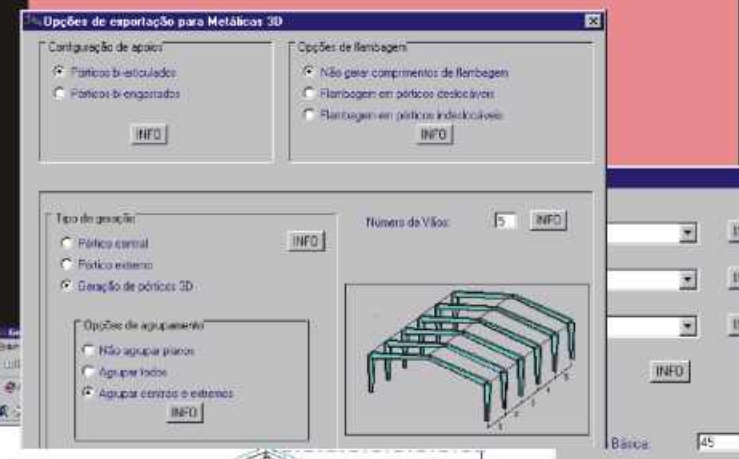 Opções de exportação para Metálicas 3D
Configuração de apoios
Pórticos bi-articulados
Pórticos bi-engastados
INFO
Opções de flambagem
Não gerar comprimentos de flambagem
Flambagem em pórticos deslocáveis
Flambagem em pórticos indeslocáveis
INFO
Tipo de geração
Pórtico central
Pórtico extremo
Geração de pórticos 3D
INFO
Opções de agrupamento
Não agrupar planos
Agrupar todos
Agrupar centrais e extremos
INFO
Número de Vãos:
5
INFO
INFO
Básica:
45